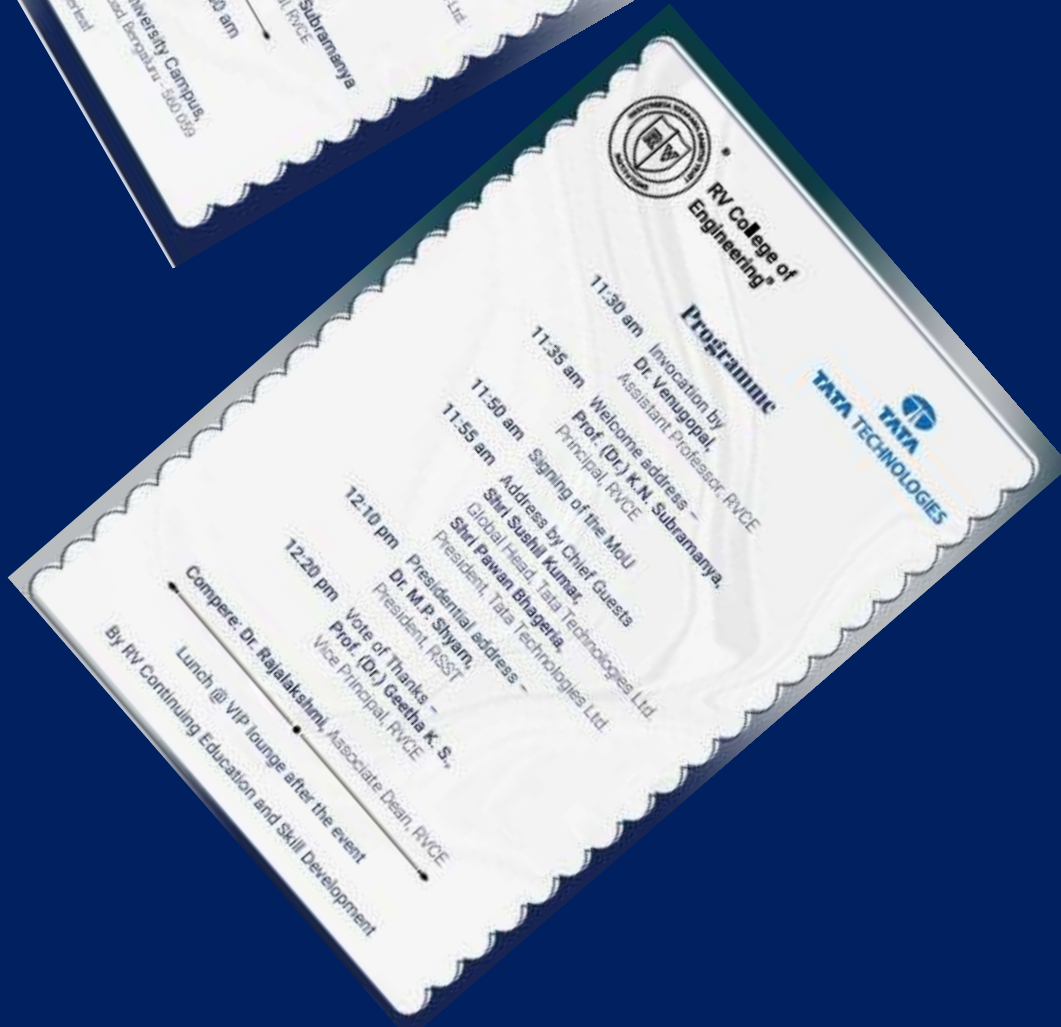 Subramanya
RVCE
Ltd.
am
University Campus,
Bengaluru - 560 059
RV College of
Engineering®
TATA
TATA TECHNOLOGIES
Programme
11:30 am Invocation by
Dr. Venugopal,
Assistant Professor, RVCE
11:35 am Welcome address –
Prof. (Dr.) K.N. Subramanya,
Principal, RVCE
11:50 am Signing of the MoU
11:55 am Address by Chief Guests
Shri Sushil Kumar,
Global Head, Tata Technologies Ltd.
Shri Pawan Bhageria,
President, Tata Technologies Ltd.
12:10 pm Presidential address –
Dr. M.P. Shyam,
President, RSST
12:20 pm Vote of Thanks –
Prof. (Dr.) Geetha K. S.,
Vice Principal, RVCE
Compere: Dr. Rajalakshmi, Associate Dean, RVCE
Lunch @ VIP lounge after the event
By RV Continuing Education and Skill Development